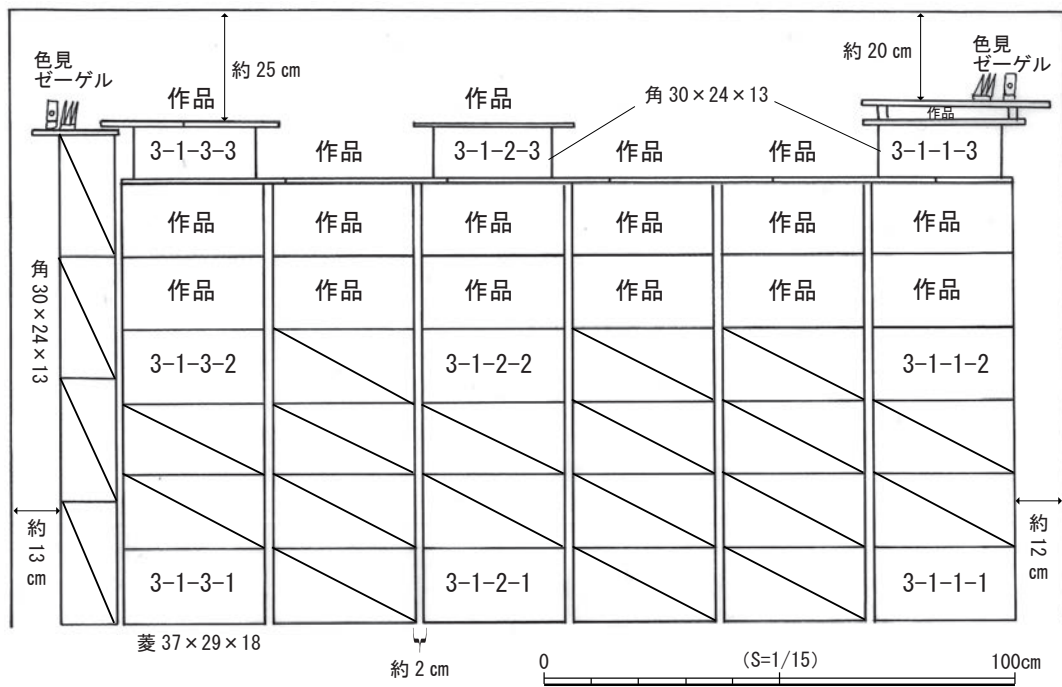 色見
ゼーゲル
約 25 cm
約 20 cm
色見
ゼーゲル
作品
作品
角 30×24×13
作品
3-1-3-3
作品
3-1-2-3
作品
作品
3-1-1-3
作品
作品
作品
作品
作品
作品
角 30×24×13
作品
作品
作品
作品
作品
作品
3-1-3-2
3-1-2-2
3-1-1-2
約 13 cm
約 12 cm
3-1-3-1
3-1-2-1
3-1-1-1
菱 37×29×18
約 2 cm
0
(S=1/15)
100cm